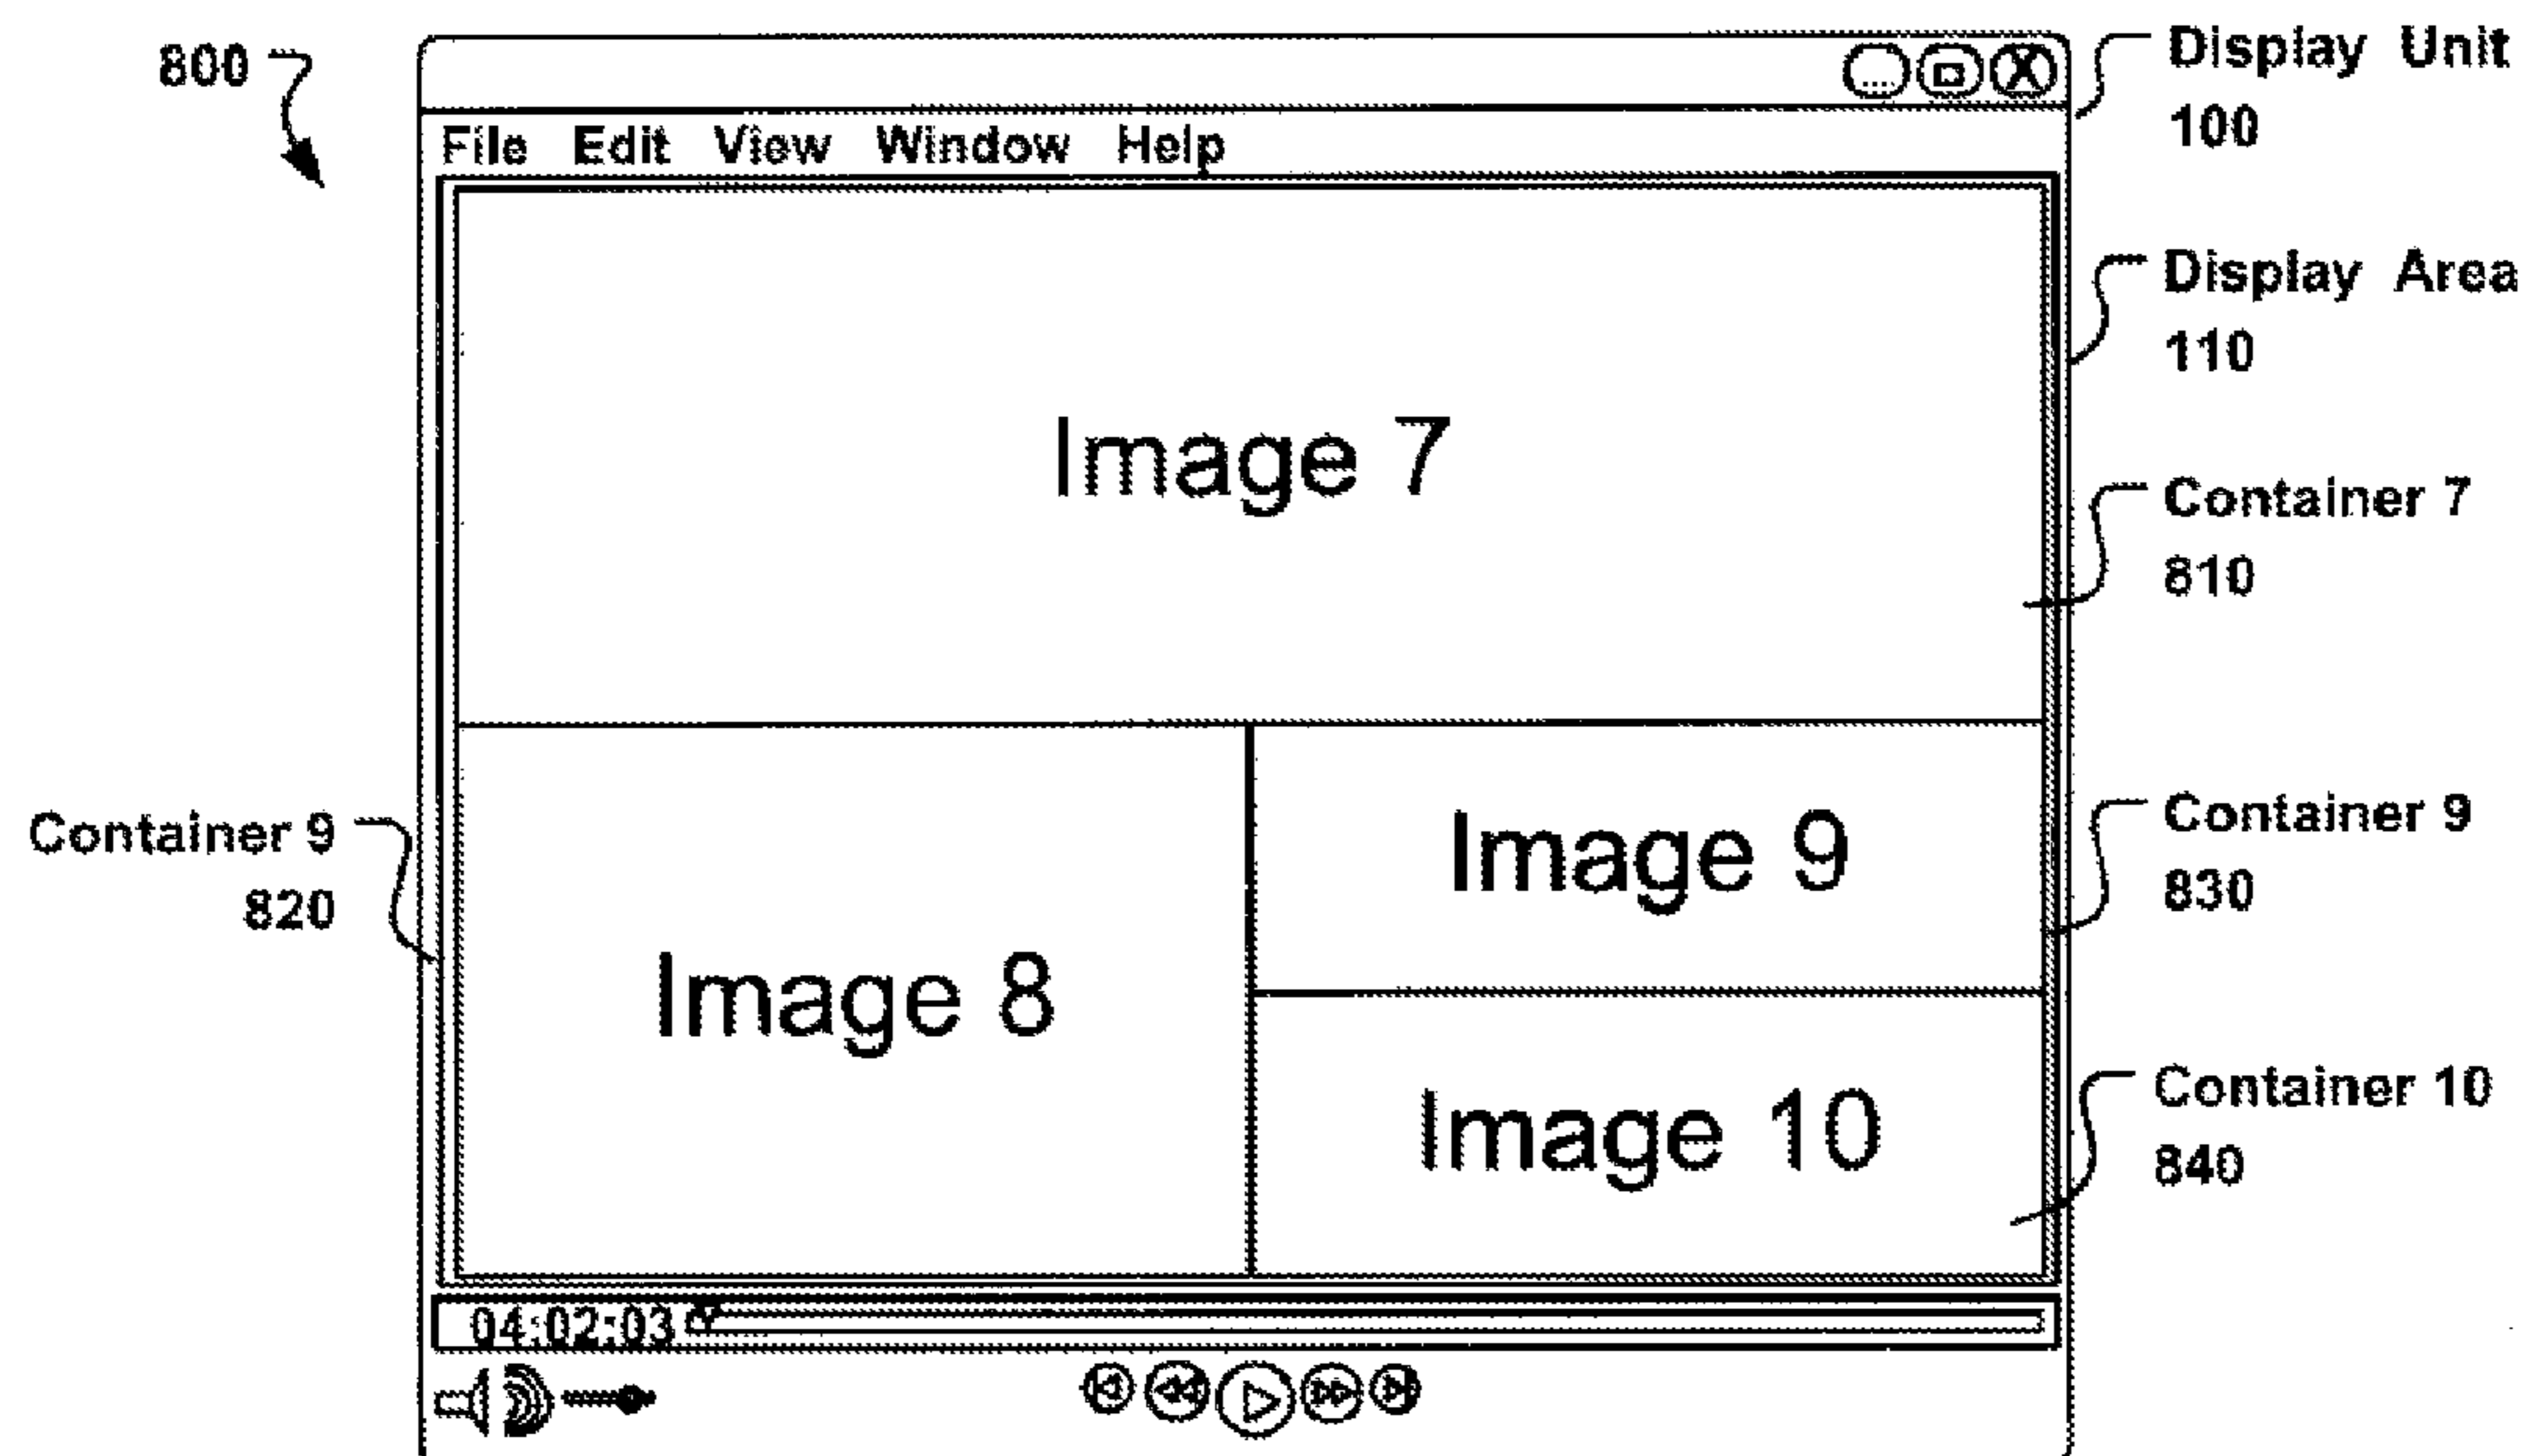 800
Display Unit
100
File Edit View Window Help
Display Area
110
Image 7
Container 7
810
Container 9
820
Image 9
Container 9
830
Image 8
Image 10
Container 10
840
04:02:03